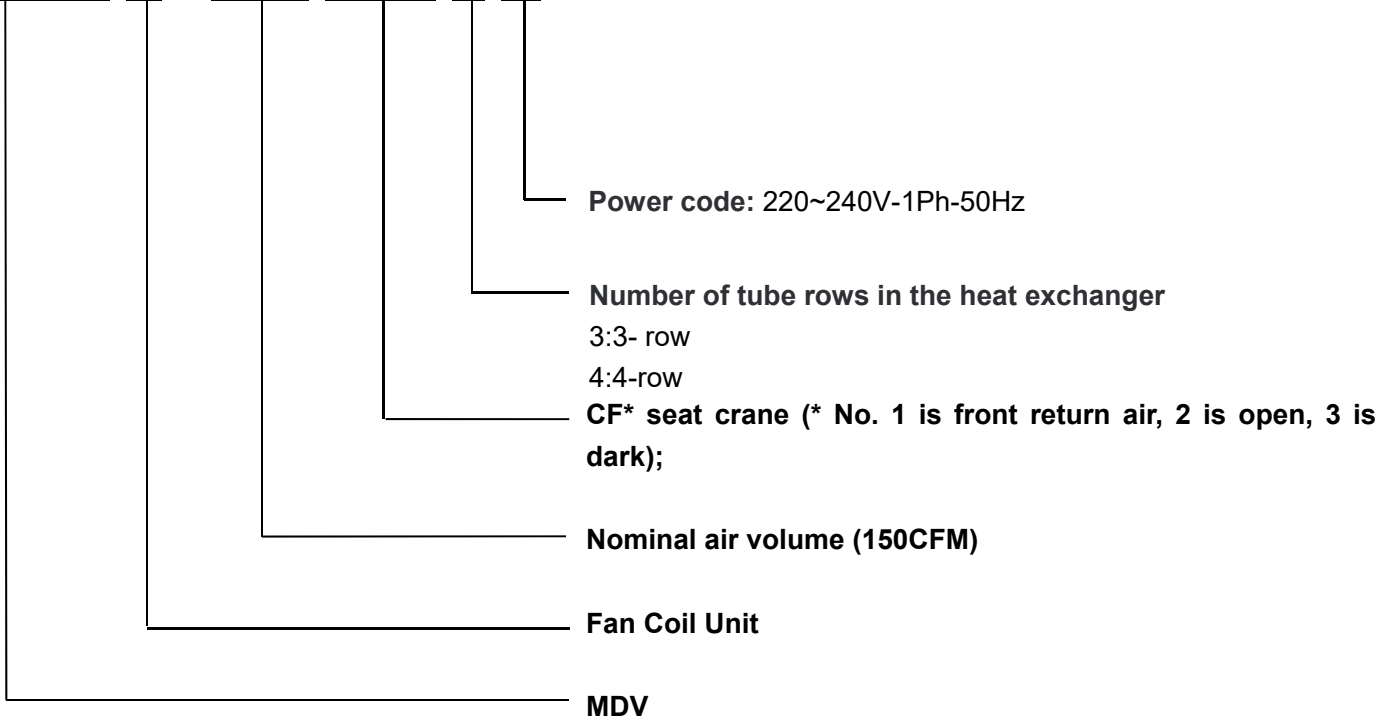 Power code: 220~240V-1Ph-50Hz
Number of tube rows in the heat exchanger
3:3- row
4:4-row
CF* seat crane (* No. 1 is front return air, 2 is open, 3 is
dark);
Nominal air volume (150CFM)
Fan Coil Unit
MDV